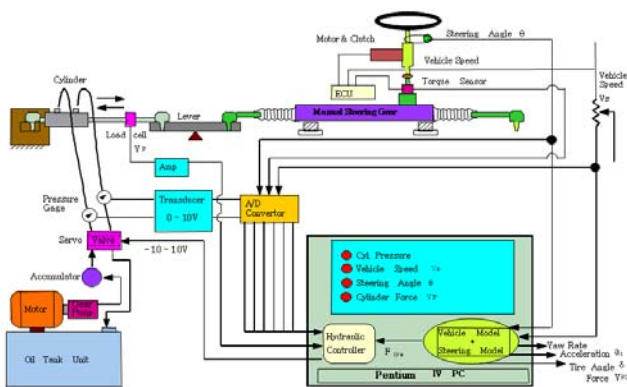 Steering Angle θ
Motor & Clutch
Vehicle Speed
Cylinder
ECU
Torque Sensor
Vehicle
Speed
Lever
Load cell
Manual Steering Gear
Amp
Pressure
Gage
Transducer
0 - 10V
A/D
Convertor
Servo
Valve
-10 - 10V
Accumulator
Cyl. Pressure
Vehicle Speed
Steering Angle θ
Cylinder Force
Motor
Gear
Pump
Hydraulic
Controller
Vehicle Model
+
Steering Model
Yaw Rate
Acceleration
Tire Angle δ
Force
Oil Tank Unit
Pentium IV PC